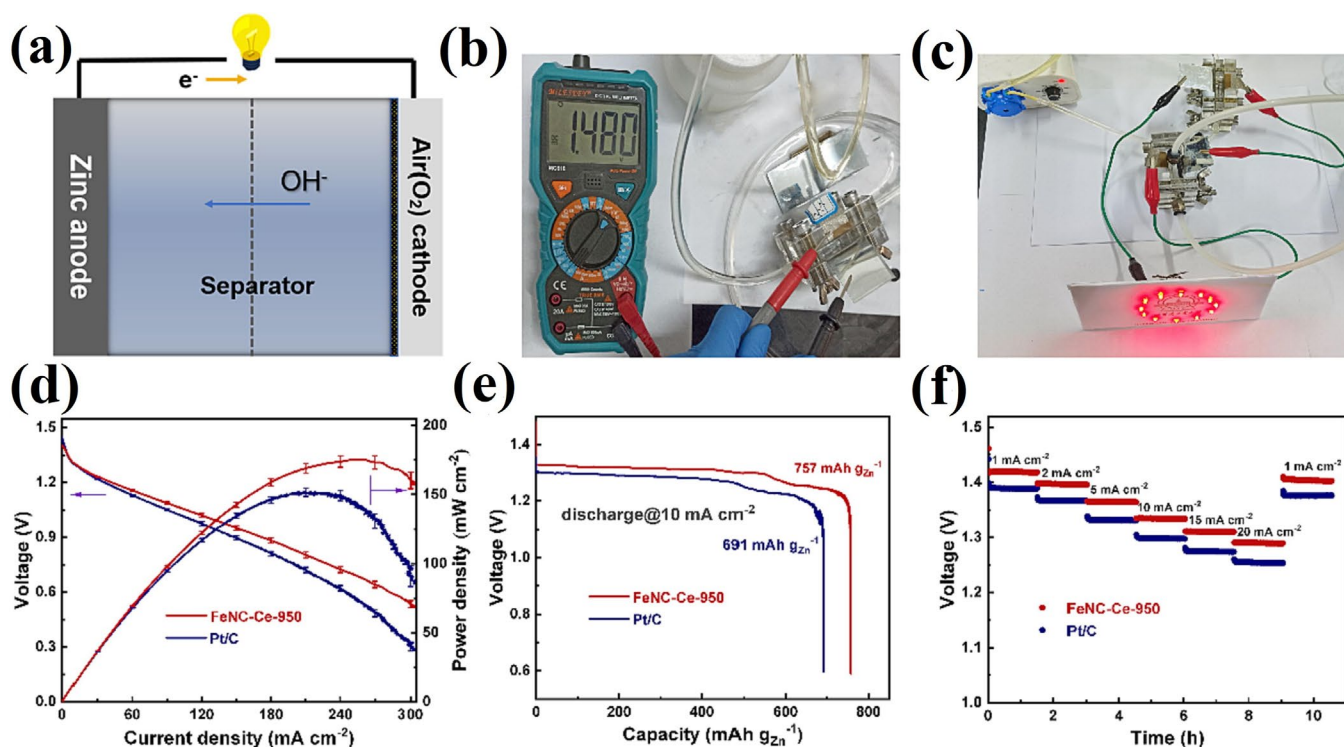 (a)
e-
Zinc anode
OH-
Separator
Air(O2) cathode
(b)
1.480
20A
CE
(c)
(d)
Voltage (V)
1.5
1.2
0.9
0.6
0.3
0.0
200
150
100
50
0
Power density (mW cm-2)
FeNC-Ce-950
Pt/C
0 60 120 180 240 300
Current density (mA cm-2)
(e)
Voltage (V)
1.4
1.2
1.0
0.8
0.6
757 mAh gZn-1
discharge@10 mA cm-2
691 mAh gZn-1
FeNC-Ce-950
Pt/C
0 200 400 600 800
Capacity (mAh gZn-1)
(f)
Voltage (V)
1.5
1.4
1.3
1.2
1.1
1.0
1 mA cm-2
2 mA cm-2
5 mA cm-2
10 mA cm-2
15 mA cm-2
20 mA cm-2
1 mA cm-2
FeNC-Ce-950
Pt/C
0 2 4 6 8 10
Time (h)